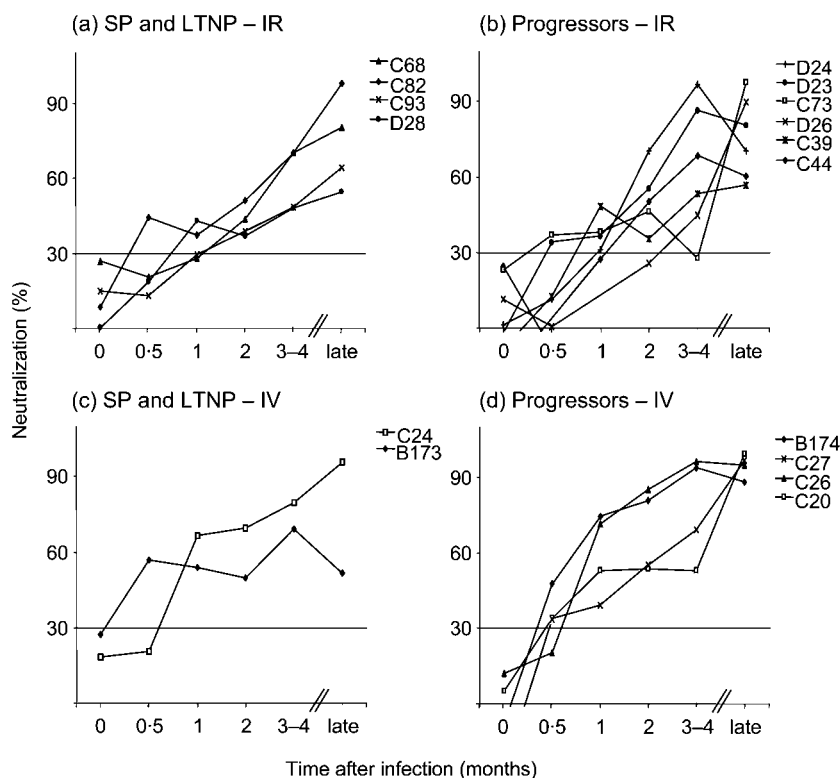 (a) SP and LTNP – IR
C68
C82
C93
D28
90
60
30
0 0·5 1 2 3–4 late
(b) Progressors – IR
D24
D23
C73
D26
C39
C44
90
60
30
0 0·5 1 2 3–4 late
Neutralization (%)
(c) SP and LTNP – IV
C24
B173
90
60
30
0 0·5 1 2 3–4 late
(d) Progressors – IV
B174
C27
C26
C20
90
60
30
0 0·5 1 2 3–4 late
Time after infection (months)